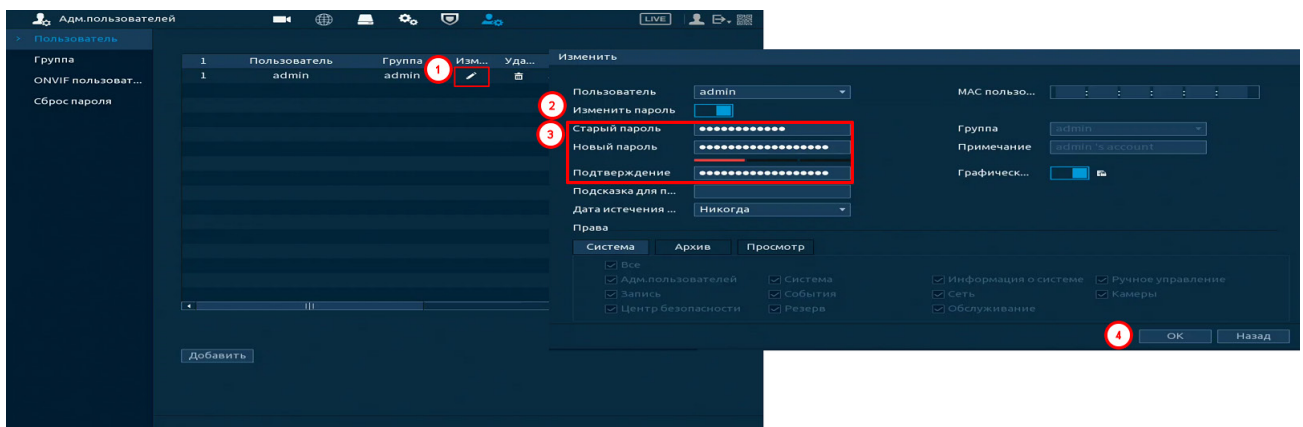 Адм.пользователей
LIVE
Пользователь
Группа
ONVIF пользоват...
Сброс пароля
1 Пользователь Группа Изм... Уда...
1 admin admin
1
Добавить
Изменить
Пользователь admin MAC пользо... : : : : :
2 Изменить пароль
3 Старый пароль ●●●●●●●●●●●● Группа admin
Новый пароль ●●●●●●●●●●●●●●●●●● Примечание admin 's account
Подтверждение ●●●●●●●●●●●●●●●●●● Графическ...
Подсказка для п...
Дата истечения ... Никогда
Права
Система Архив Просмотр
Все
Адм.пользователей Система Информация о системе Ручное управление
Запись События Сеть Камеры
Центр безопасности Резерв Обслуживание
4 OK Назад